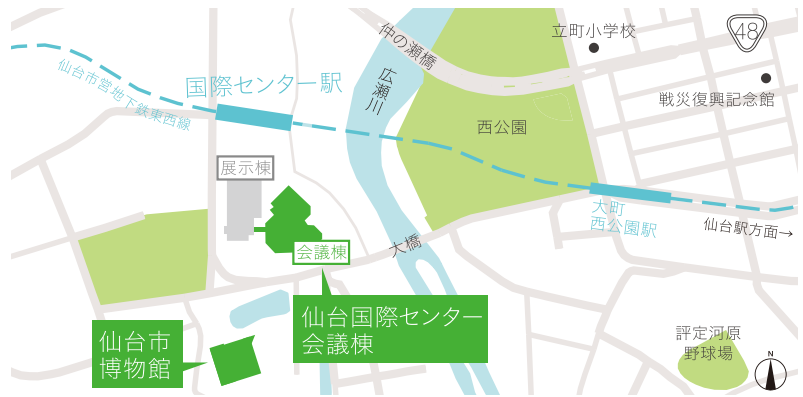 仲の瀬橋
立町小学校
48
仙台市営地下鉄東西線
国際センター駅
広瀬川
戦災復興記念館
西公園
展示棟
大町
西公園駅
仙台駅方面→
大橋
会議棟
仙台国際センター
会議棟
仙台市
博物館
評定河原
野球場
N